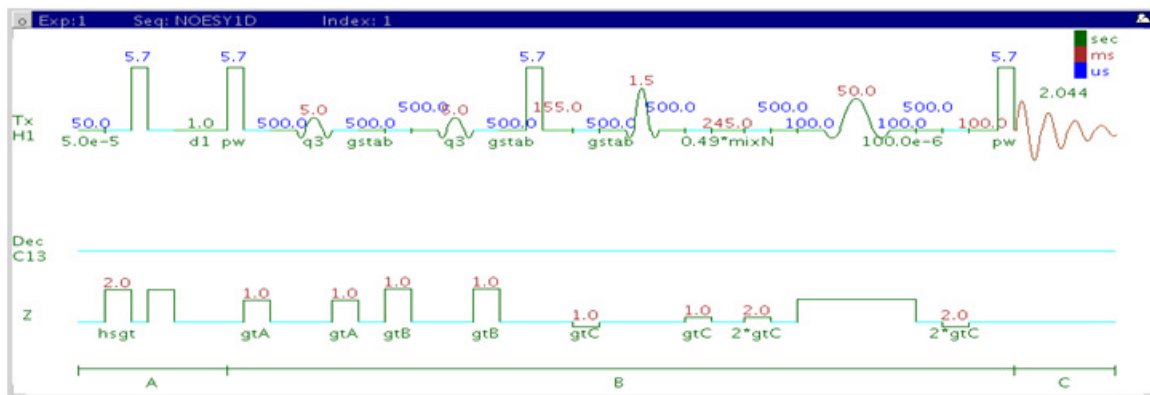 Exp:1 Seq: NOESY1D Index: 1
sec
ms
us
5.7 5.7 5.7 1.5 50.0 5.7 2.044
Tx
H1
50.0 1.0 500.0 5.0 500.0 500.0 5.0 500.0 155.0 500.0 500.0 245.0 500.0 100.0 500.0 100.0
5.0e-5 d1 pw q3 gstab q3 gstab gstab 0.49*mixN 100.0e-6 pw
Dec
C13
Z
2.0 1.0 1.0 1.0 1.0 1.0 1.0 2.0 2.0
hsgt gtA gtA gtB gtB gtC gtC 2*gtC 2*gtC
A B C